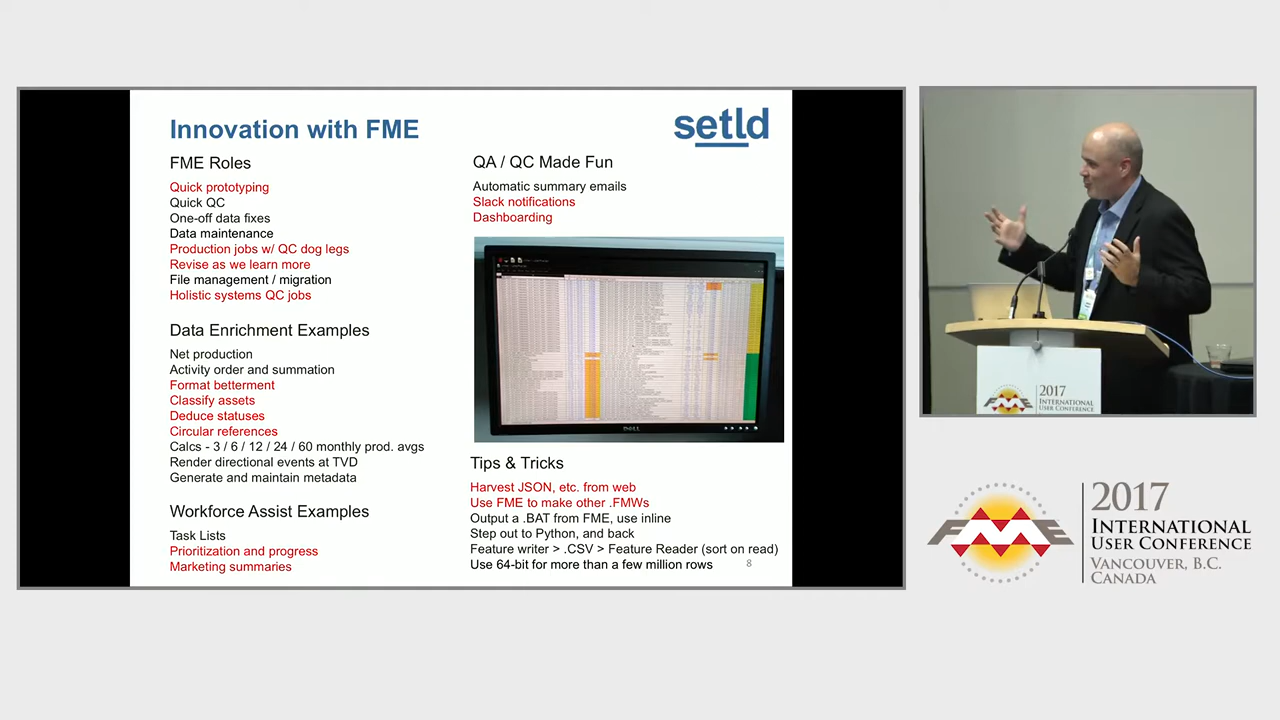 Innovation with FME
setld
FME Roles
Quick prototyping
Quick QC
One-off data fixes
Data maintenance
Production jobs w/ QC dog legs
Revise as we learn more
File management / migration
Holistic systems QC jobs
Data Enrichment Examples
Net production
Activity order and summation
Format betterment
Classify assets
Deduce statuses
Circular references
Calcs - 3 / 6 / 12 / 24 / 60 monthly prod. avgs
Render directional events at TVD
Generate and maintain metadata
Workforce Assist Examples
Task Lists
Prioritization and progress
Marketing summaries
QA / QC Made Fun
Automatic summary emails
Slack notifications
Dashboarding
DELL
Tips & Tricks
Harvest JSON, etc. from web
Use FME to make other .FMWs
Output a .BAT from FME, use inline
Step out to Python, and back
Feature writer > .CSV > Feature Reader (sort on read)
Use 64-bit for more than a few million rows
8
FME
2017
INTERNATIONAL
USER CONFERENCE
FME
2017
INTERNATIONAL
USER CONFERENCE
VANCOUVER, B.C.
CANADA